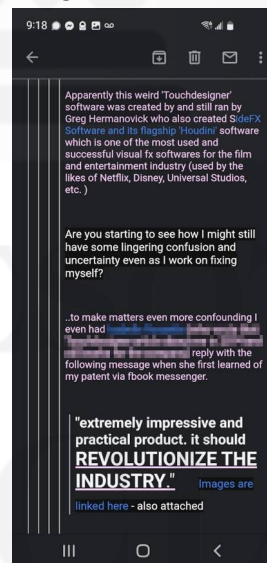 9:18
Apparently this weird 'Touchdesigner'
software was created by and still ran by
Greg Hermanovick who also created SideFX
Software and its flagship 'Houdini' software
which is one of the most used and
successful visual fx softwares for the film
and entertainment industry (used by the
likes of Netflix, Disney, Universal Studios,
etc. )
Are you starting to see how I might still
have some lingering confusion and
uncertainty even as I work on fixing
myself?
..to make matters even more confounding I
even had
reply with the
following message when she first learned of
my patent via fbook messenger.
"extremely impressive and
practical product. it should
REVOLUTIONIZE THE
INDUSTRY." Images are
linked here - also attached